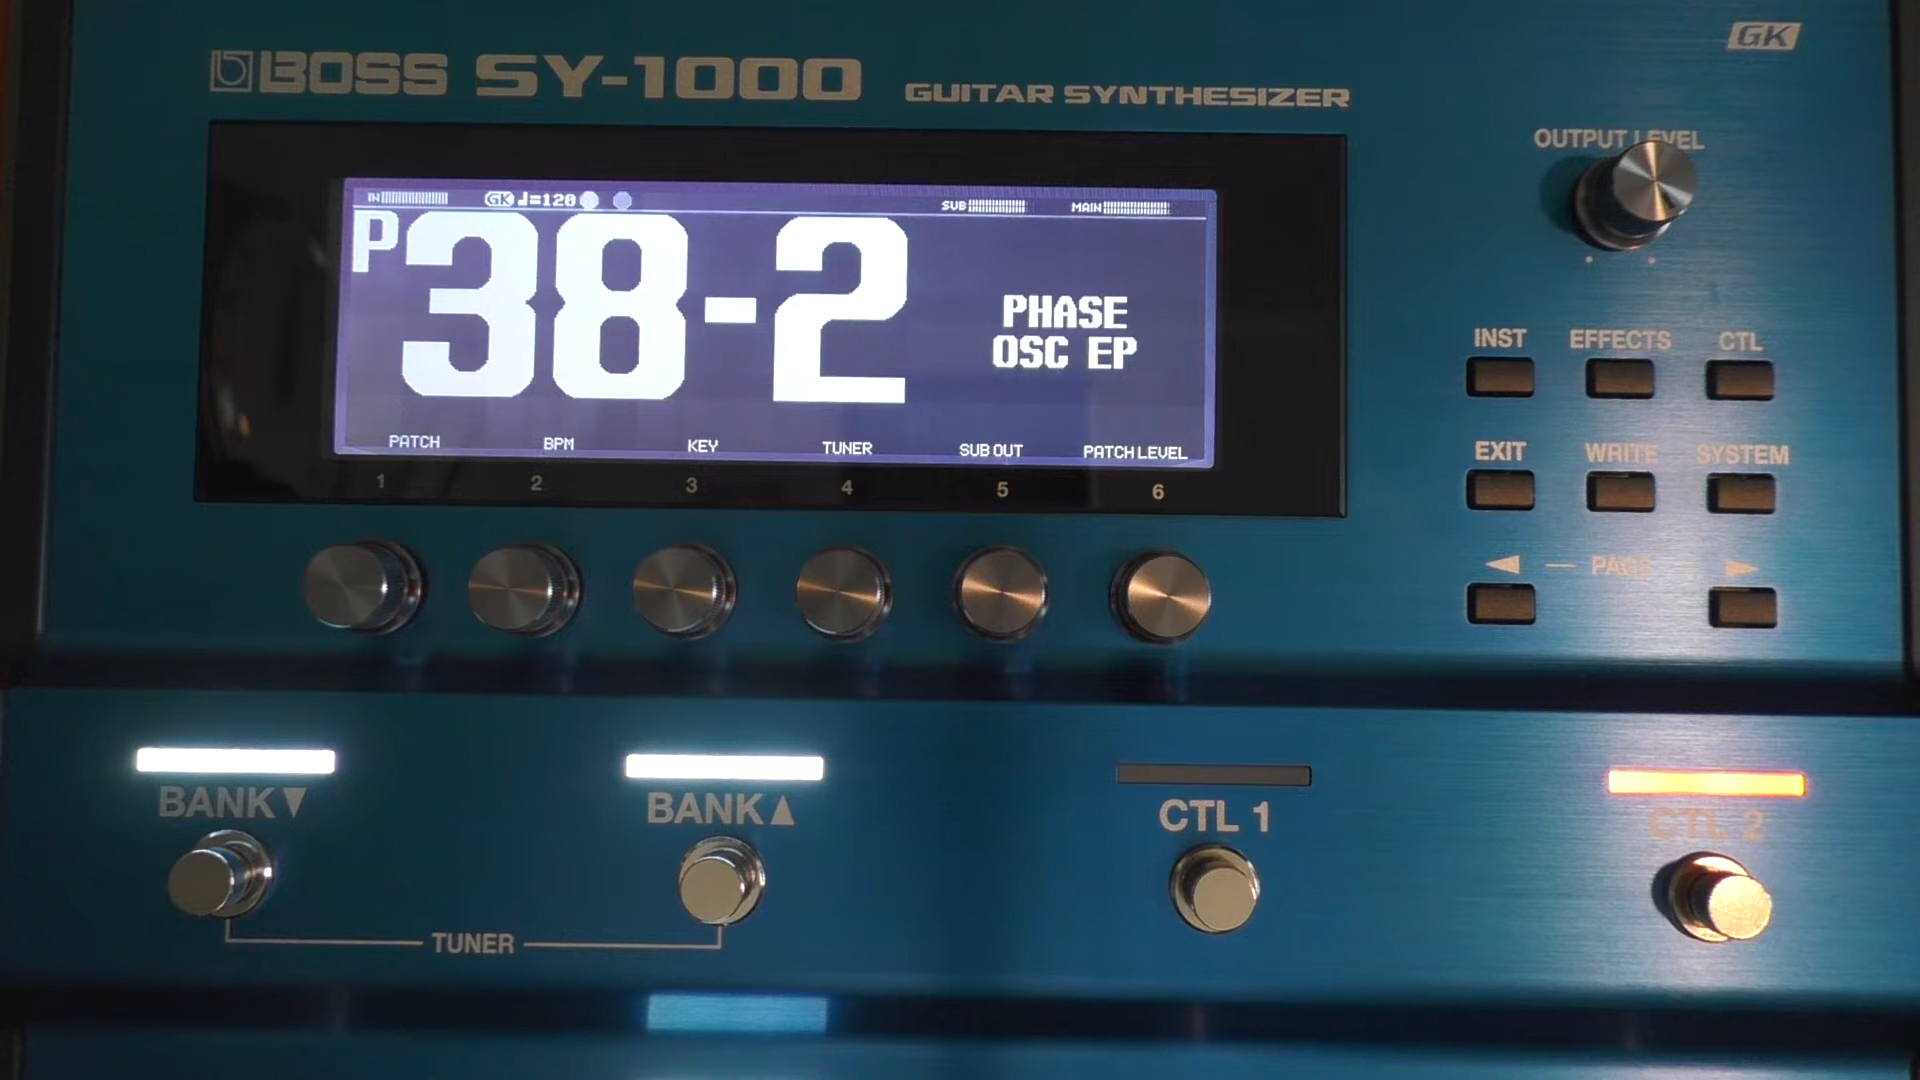 BOSS SY-1000 GUITAR SYNTHESIZER
GK
OUTPUT LEVEL
IN GK ♩=120 SUB MAIN
P38-2
PHASE
OSC EP
PATCH BPM KEY TUNER SUB OUT PATCH LEVEL
1 2 3 4 5 6
INST EFFECTS CTL
EXIT WRITE SYSTEM
◀ — PAGE ▶
BANK▼ BANK▲ CTL 1 CTL 2
TUNER